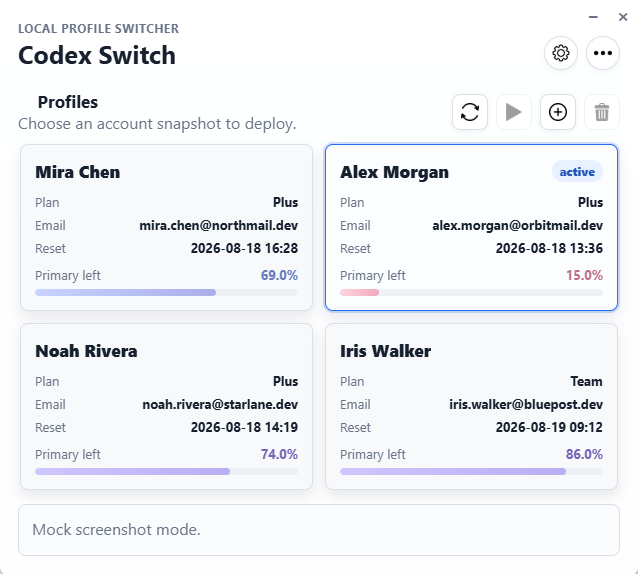 LOCAL PROFILE SWITCHER
Codex Switch
Profiles
Choose an account snapshot to deploy.
Mira Chen
Plan Plus
Email mira.chen@northmail.dev
Reset 2026-08-18 16:28
Primary left 69.0%
Alex Morgan active
Plan Plus
Email alex.morgan@orbitmail.dev
Reset 2026-08-18 13:36
Primary left 15.0%
Noah Rivera
Plan Plus
Email noah.rivera@starlane.dev
Reset 2026-08-18 14:19
Primary left 74.0%
Iris Walker
Plan Team
Email iris.walker@bluepost.dev
Reset 2026-08-19 09:12
Primary left 86.0%
Mock screenshot mode.